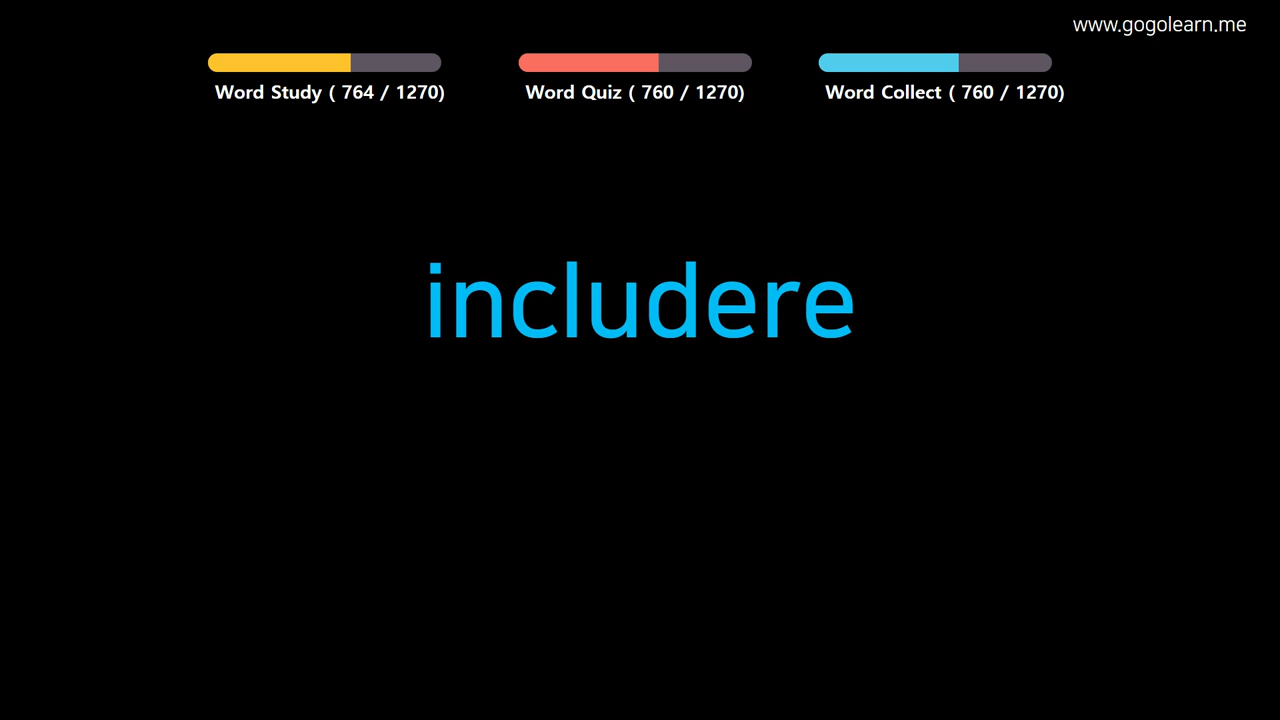 www.gogolearn.me
Word Study ( 764 / 1270)
Word Quiz ( 760 / 1270)
Word Collect ( 760 / 1270)
includere